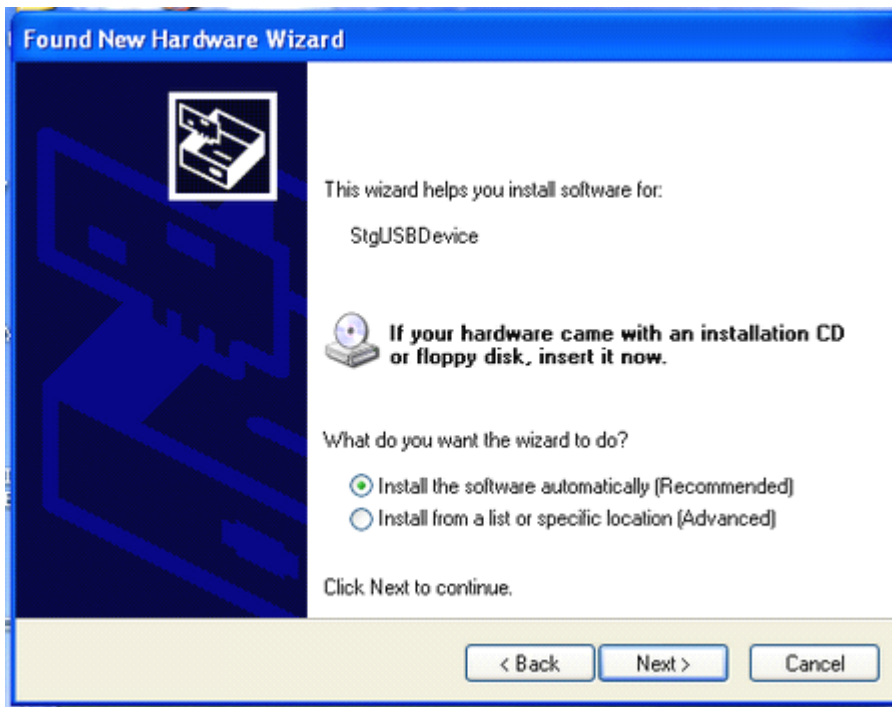 Found New Hardware Wizard
This wizard helps you install software for:
StgUSBDevice
If your hardware came with an installation CD
or floppy disk, insert it now.
What do you want the wizard to do?
Install the software automatically (Recommended)
Install from a list or specific location (Advanced)
Click Next to continue.
< Back
Next >
Cancel